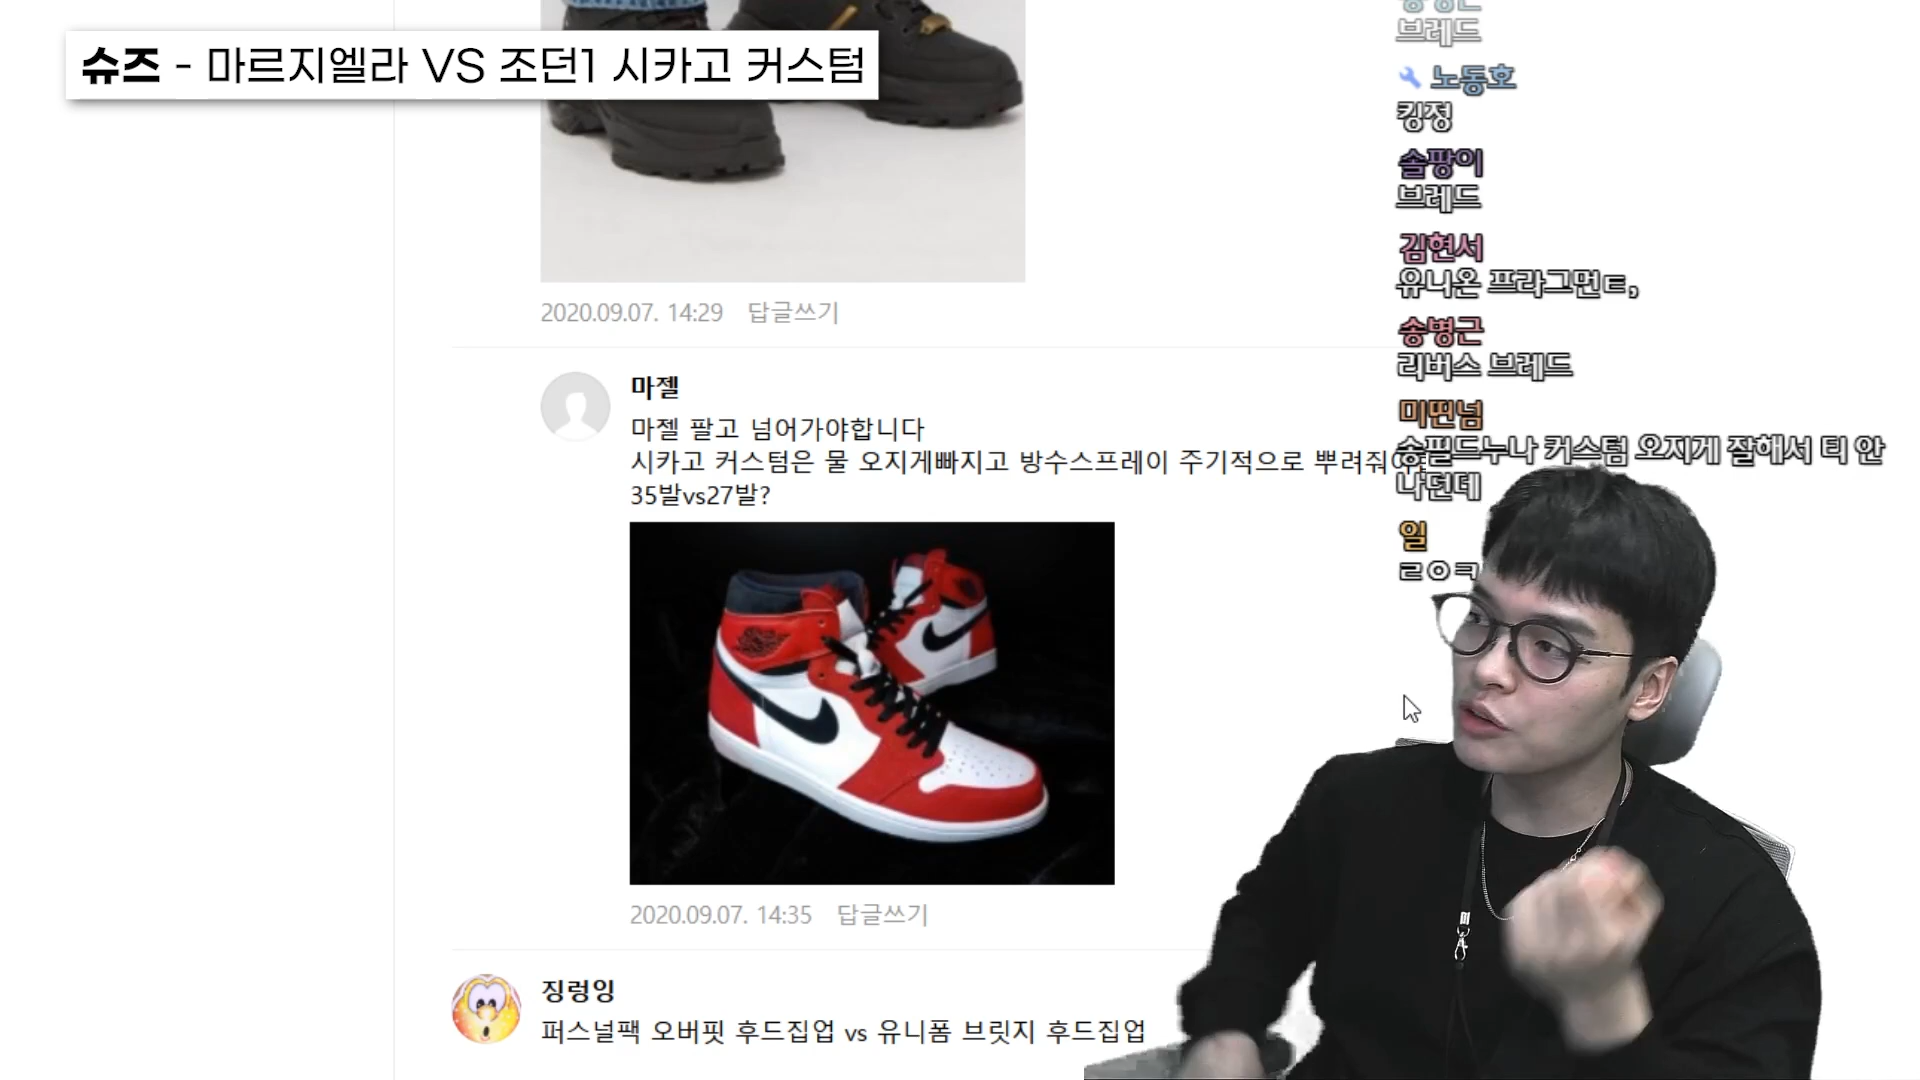 슈즈 - 마르지엘라 VS 조던1 시카고 커스텀
2020.09.07. 14:29 답글쓰기
마젤
마젤 팔고 넘어가야합니다
시카고 커스텀은 물 오지게빠지고 방수스프레이 주기적으로 뿌려줘
35발vs27발?
2020.09.07. 14:35 답글쓰기
징렁잉
퍼스널팩 오버핏 후드집업 vs 유니폼 브릿지 후드집업
브레드
노동호
킹정
솔팡이
브레드
김현서
유니온 프라그먼ㅌ,
송병근
리버스 브레드
미띤넘
송필드누나 커스텀 오지게 잘해서 티 안
나던데
일
ㄹㅇㅋ